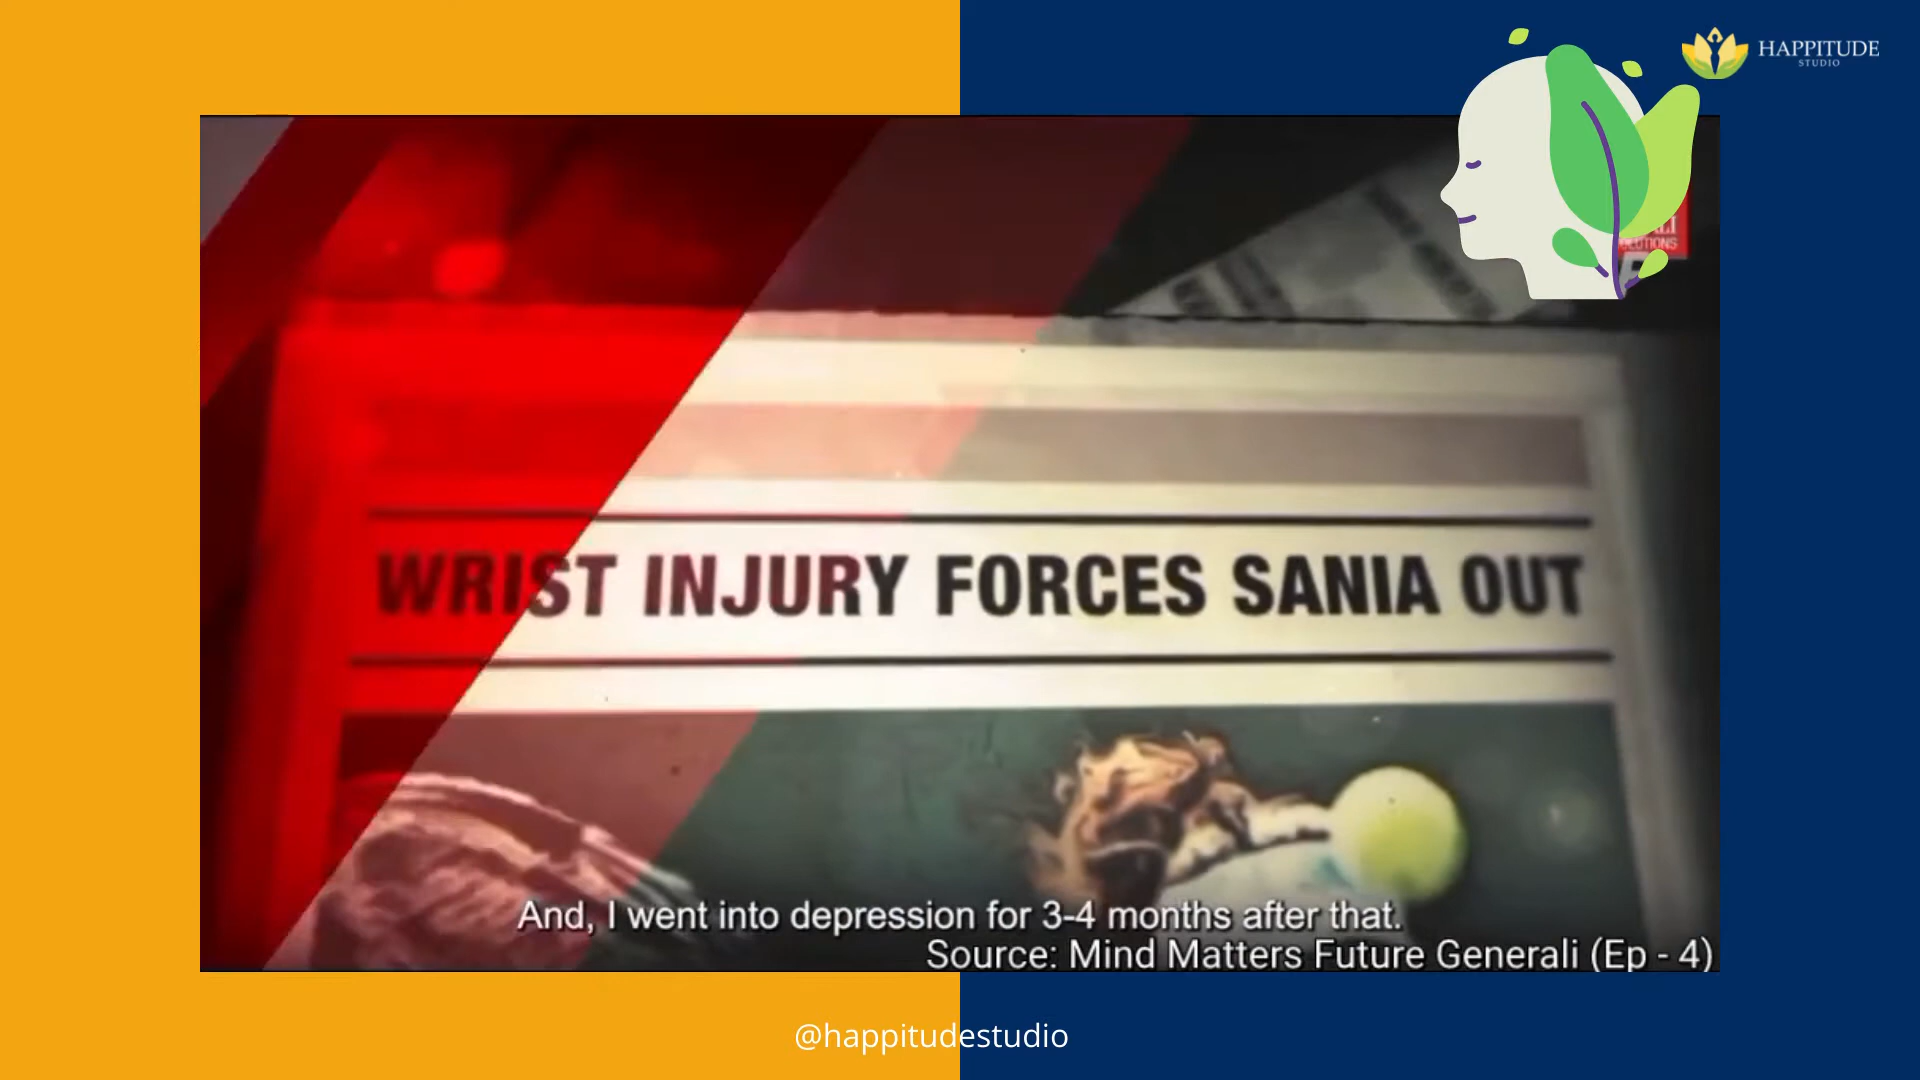 HAPPITUDE
STUDIO
WRIST INJURY FORCES SANIA OUT
And, I went into depression for 3-4 months after that.
Source: Mind Matters Future Generali (Ep - 4)
@happitudestudio